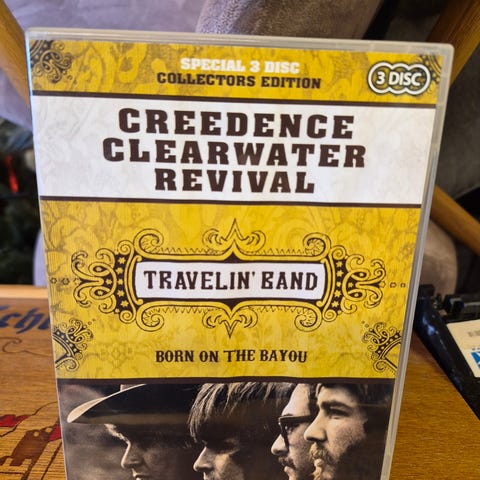 SPECIAL 3 DISC
COLLECTORS EDITION
3 DISC
CREEDENCE
CLEARWATER
REVIVAL
TRAVELIN' BAND
BORN ON THE BAYOU